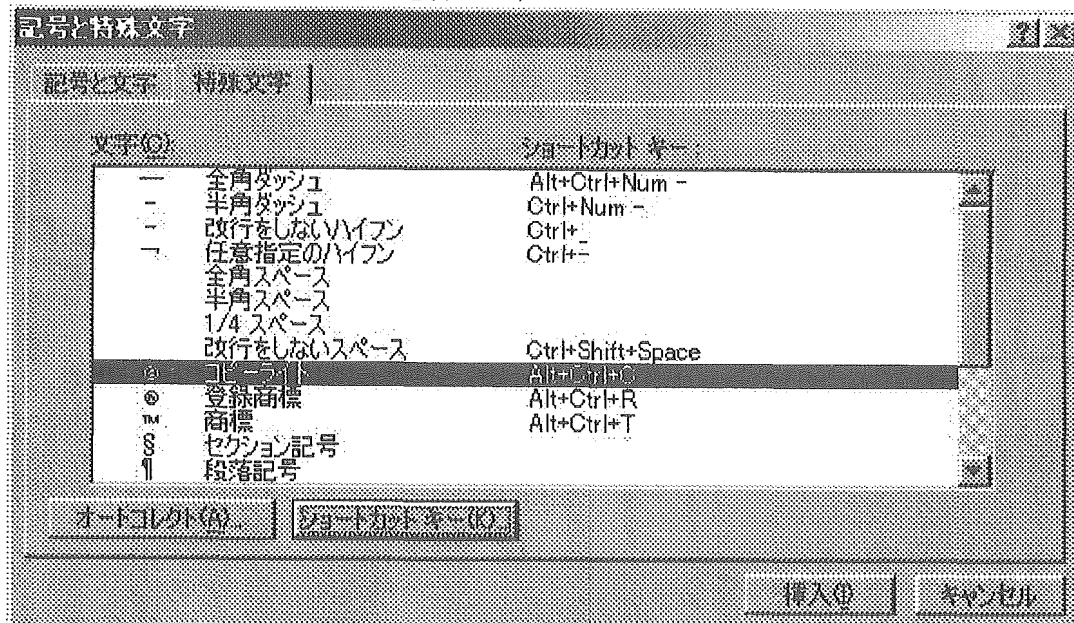 記号と特殊文字
記号と文字 特殊文字
文字(C): ショートカット キー:
— 全角ダッシュ Alt+Ctrl+Num -
- 半角ダッシュ Ctrl+Num -
- 改行をしないハイフン Ctrl+_
¬ 任意指定のハイフン Ctrl+-
全角スペース
半角スペース
1/4 スペース
改行をしないスペース Ctrl+Shift+Space
© コピーライト Alt+Ctrl+C
® 登録商標 Alt+Ctrl+R
™ 商標 Alt+Ctrl+T
§ セクション記号
¶ 段落記号
オートコレクト(A)... ショートカット キー(K)...
挿入(I) キャンセル